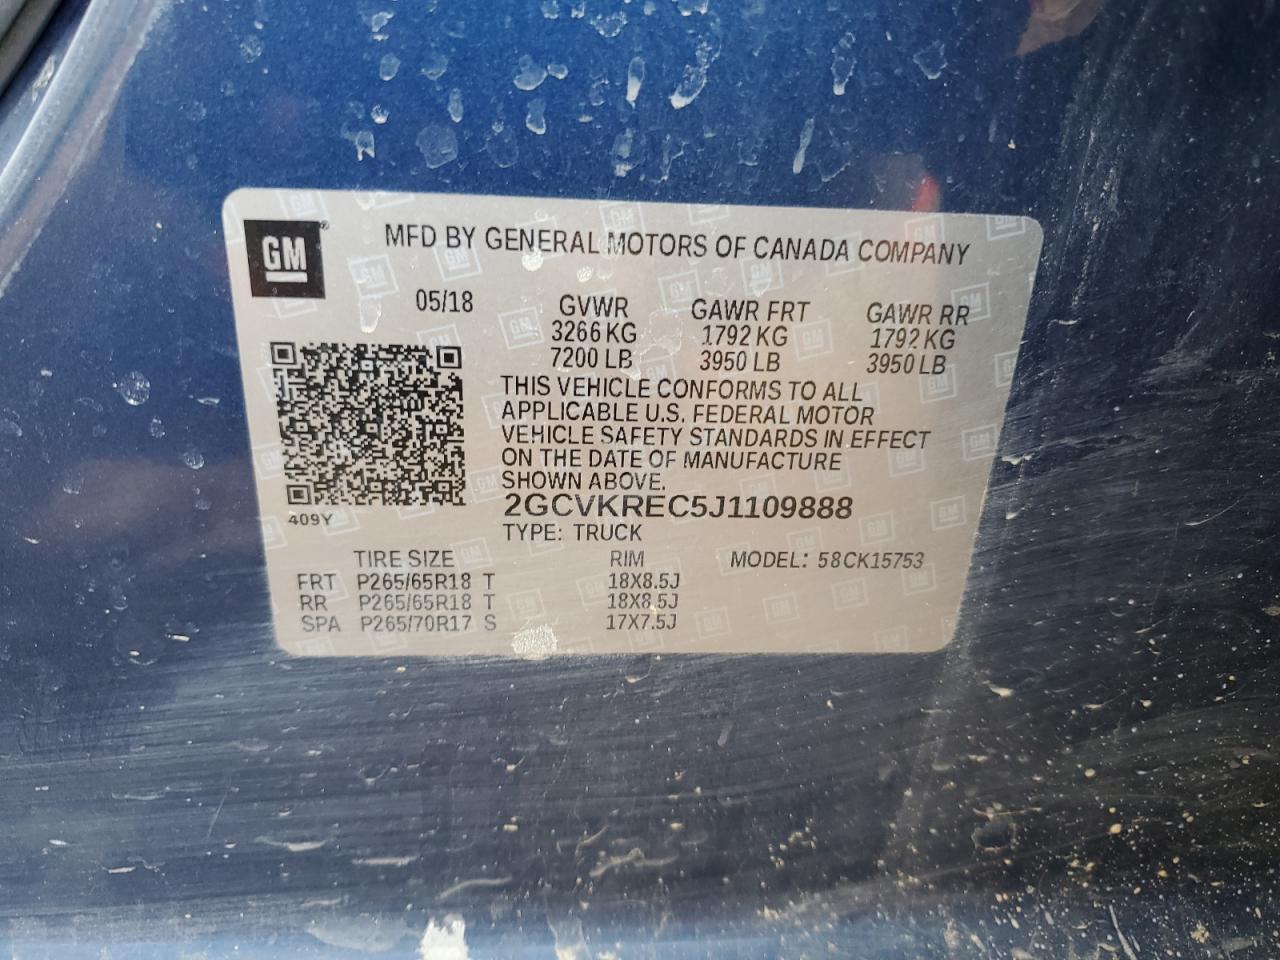 GM
MFD BY GENERAL MOTORS OF CANADA COMPANY
05/18 GVWR GAWR FRT GAWR RR
3266 KG 1792 KG 1792 KG
7200 LB 3950 LB 3950 LB
THIS VEHICLE CONFORMS TO ALL
APPLICABLE U.S. FEDERAL MOTOR
VEHICLE SAFETY STANDARDS IN EFFECT
ON THE DATE OF MANUFACTURE
SHOWN ABOVE.
2GCVKREC5J1109888
409Y
TYPE: TRUCK
TIRE SIZE RIM MODEL: 58CK15753
FRT P265/65R18 T 18X8.5J
RR P265/65R18 T 18X8.5J
SPA P265/70R17 S 17X7.5J